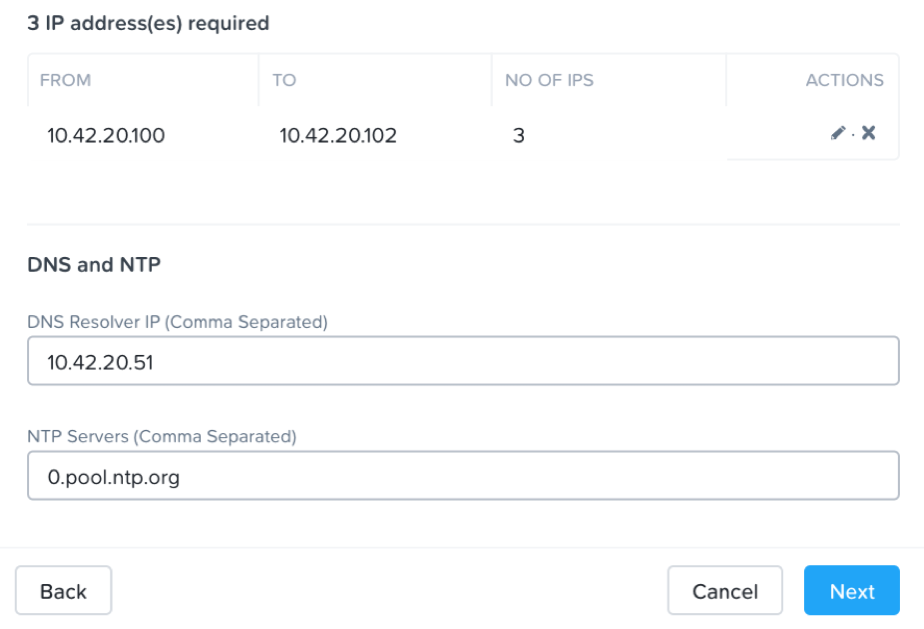 3 IP address(es) required
FROM TO NO OF IPS ACTIONS
10.42.20.100 10.42.20.102 3
DNS and NTP
DNS Resolver IP (Comma Separated)
10.42.20.51
NTP Servers (Comma Separated)
0.pool.ntp.org
Back Cancel Next